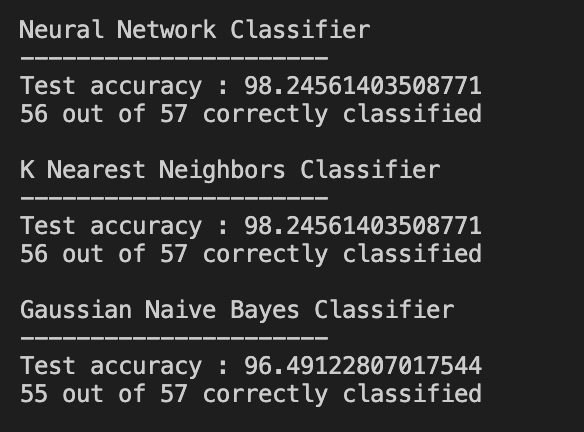 Neural Network Classifier
----------------------
Test accuracy : 98.24561403508771
56 out of 57 correctly classified
K Nearest Neighbors Classifier
----------------------
Test accuracy : 98.24561403508771
56 out of 57 correctly classified
Gaussian Naive Bayes Classifier
----------------------
Test accuracy : 96.49122807017544
55 out of 57 correctly classified